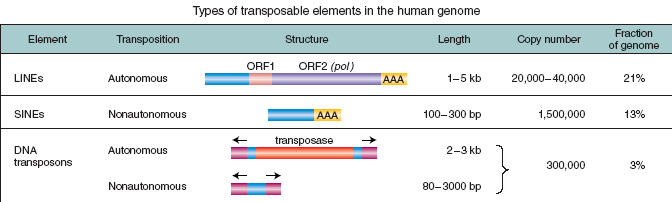 Types of transposable elements in the human genome
Element Transposition Structure Length Copy number Fraction of genome
ORF1 ORF2 (pol)
LINEs Autonomous AAA 1–5 kb 20,000–40,000 21%
SINEs Nonautonomous AAA 100–300 bp 1,500,000 13%
DNA transposons Autonomous transposase 2–3 kb
300,000 3%
Nonautonomous 80–3000 bp